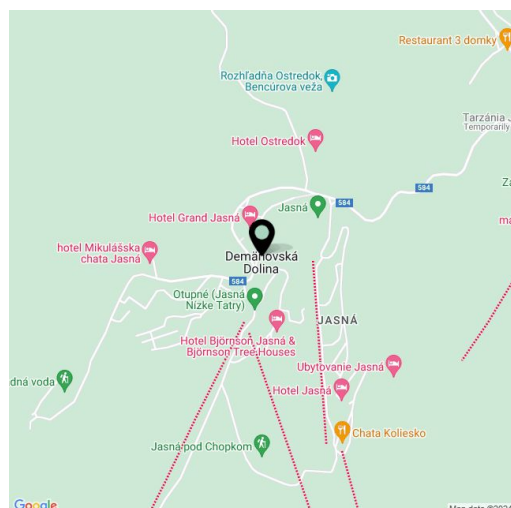 Restaurant 3 domky
Rozhľadňa Ostredok,
Bencúrova veža
Tarzánia J
Temporarily
Hotel Ostredok
584
584
Jasná
Hotel Grand Jasná
hotel Mikulášska
chata Jasná
Demänovská
Dolina
584
Otupné (Jasná
Nízke Tatry)
JASNÁ
Hotel Björnson Jasná &
Björnson Tree Houses
Ubytovanie Jasná
Hotel Jasná
dná voda
Chata Koliesko
Jasná pod Chopkom
Google